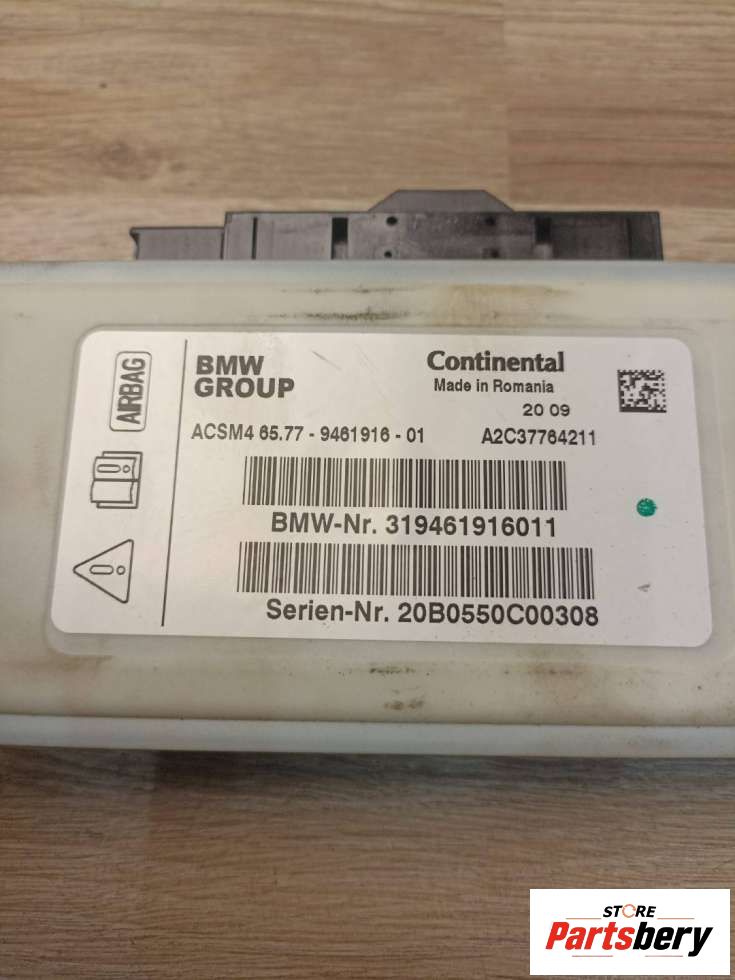 AIRBAG
BMW
GROUP
Continental
Made in Romania
20 09
ACSM4 65.77 - 9461916 - 01
A2C37764211
BMW-Nr. 319461916011
Serien-Nr. 20B0550C00308
STORE
Partsbery